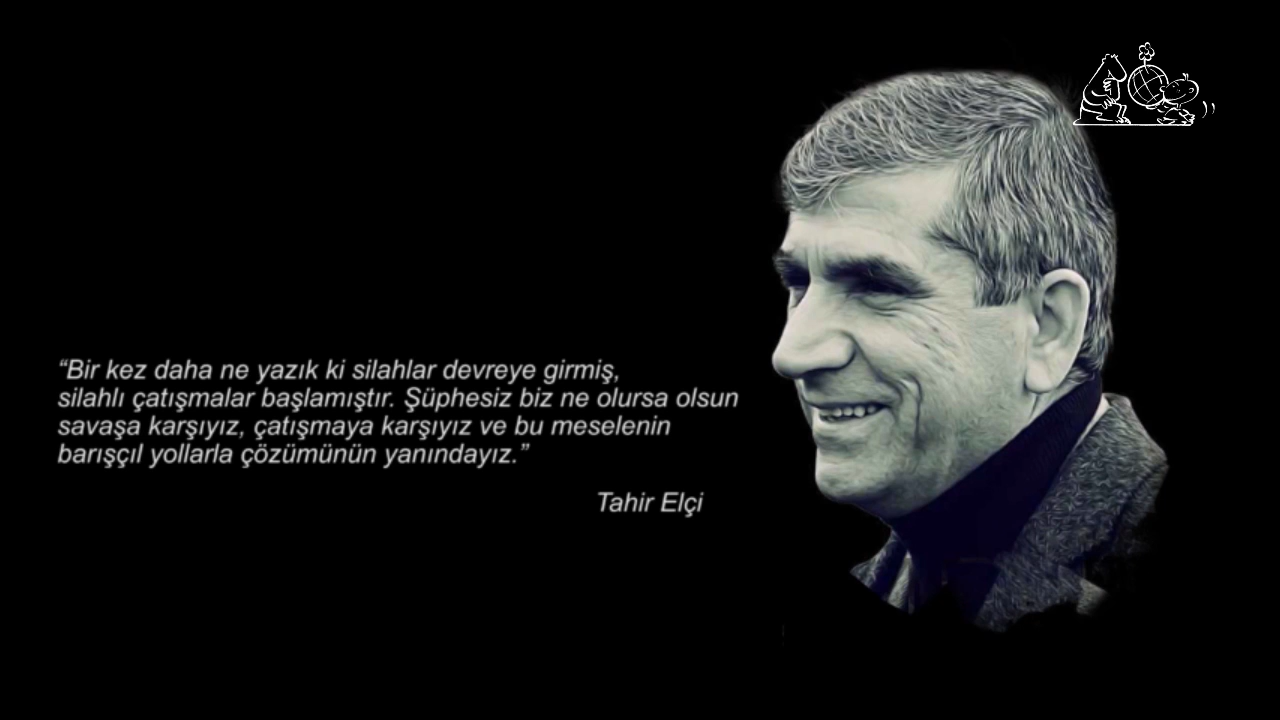 “Bir kez daha ne yazık ki silahlar devreye girmiş,
silahlı çatışmalar başlamıştır. Şüphesiz biz ne olursa olsun
savaşa karşıyız, çatışmaya karşıyız ve bu meselenin
barışçıl yollarla çözümünün yanındayız.”
Tahir Elçi